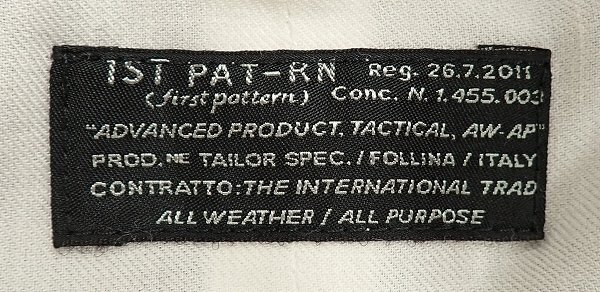 1ST PAT-RN Reg. 26.7.2011
(first pattern) Conc. N.1.455.003
"ADVANCED PRODUCT. TACTICAL, AW-AP"
PROD.NE TAILOR SPEC. / FOLLINA / ITALY
CONTRATTO: THE INTERNATIONAL TRAD
ALL WEATHER / ALL PURPOSE